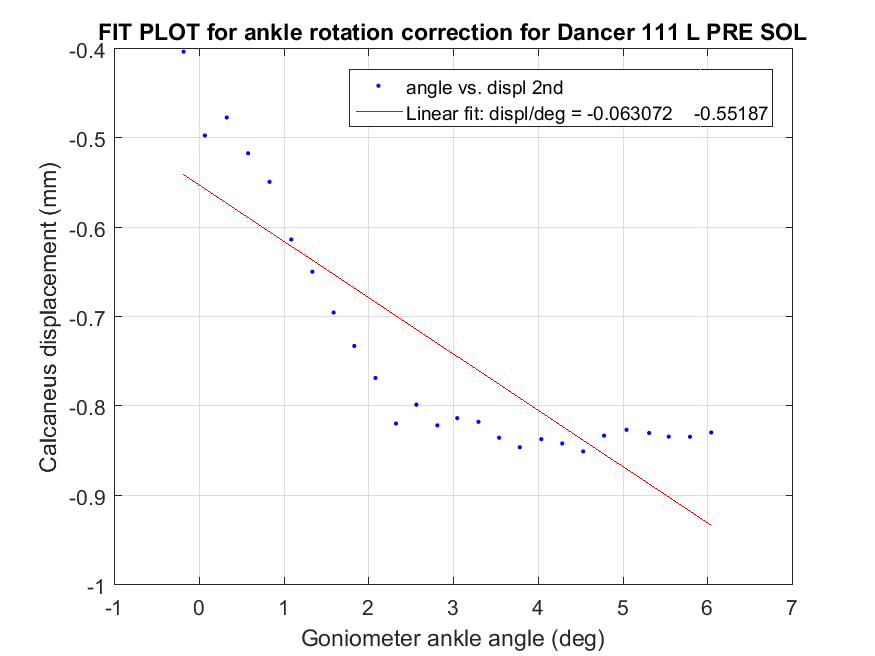 FIT PLOT for ankle rotation correction for Dancer 111 L PRE SOL
angle vs. displ 2nd
Linear fit: displ/deg = -0.063072 -0.55187
Calcaneus displacement (mm)
-0.4
-0.5
-0.6
-0.7
-0.8
-0.9
-1
-1 0 1 2 3 4 5 6 7
Goniometer ankle angle (deg)